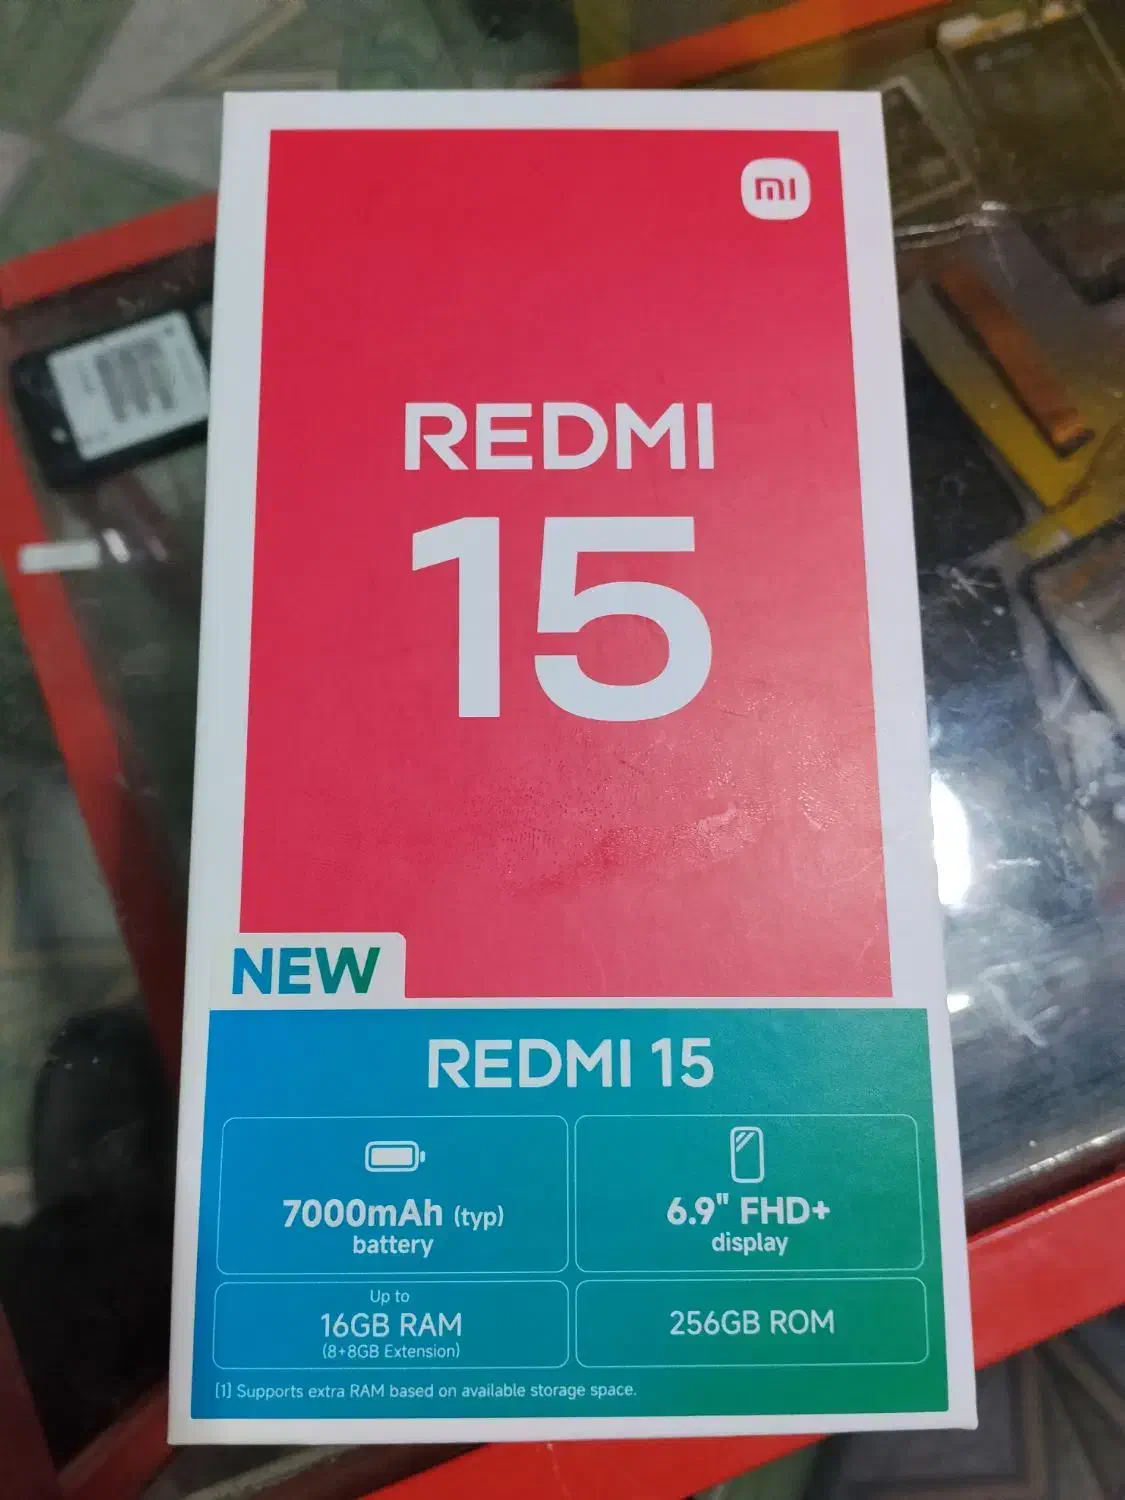 mi
REDMI
15
NEW
REDMI 15
7000mAh (typ)
battery
6.9" FHD+
display
Up to
16GB RAM
(8+8GB Extension)
256GB ROM
[1] Supports extra RAM based on available storage space.